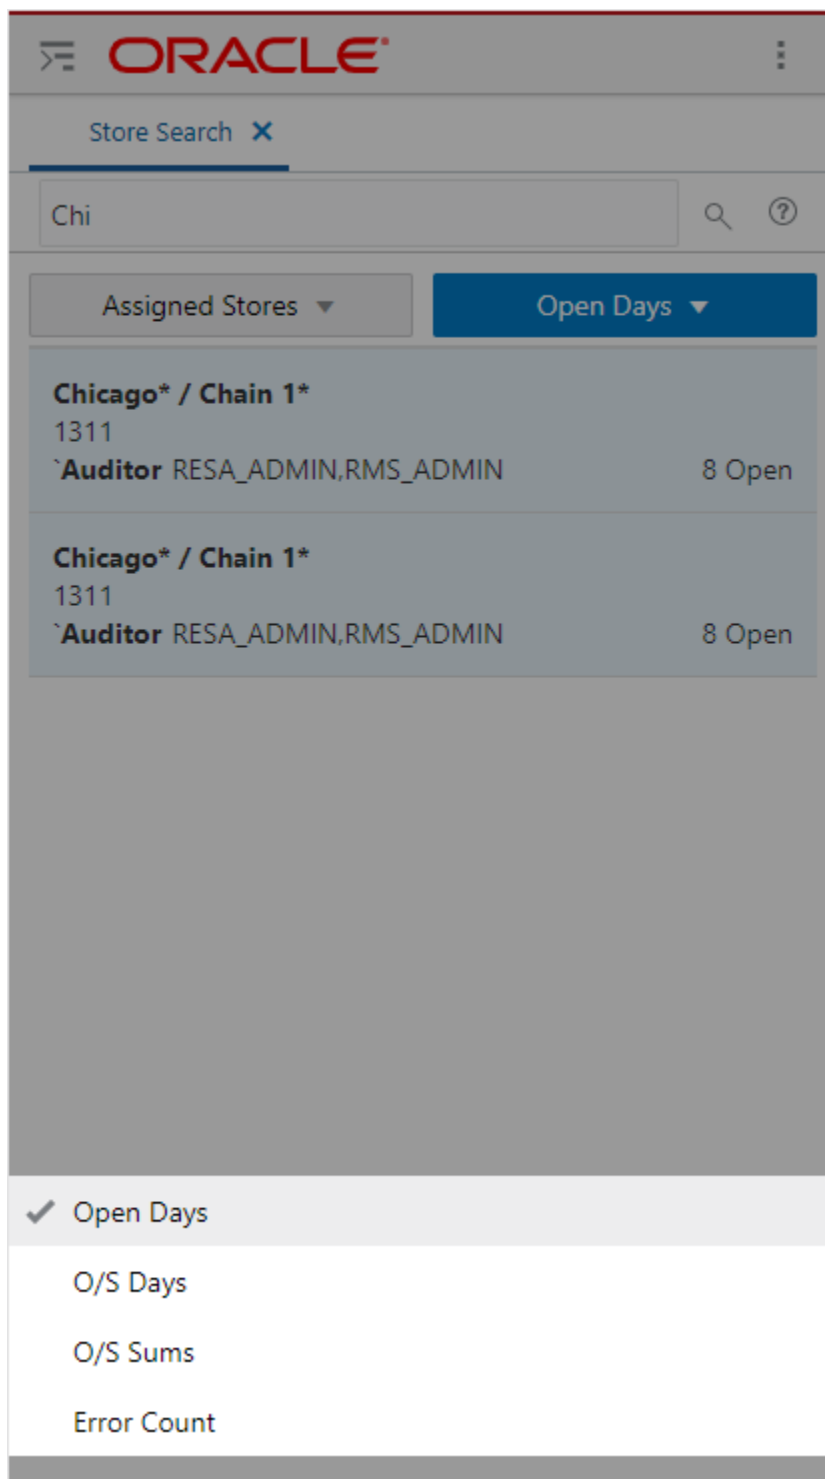 ORACLE
Store Search
Chi
Assigned Stores
Open Days
Chicago* / Chain 1*
1311
`Auditor RESA_ADMIN,RMS_ADMIN 8 Open
Chicago* / Chain 1*
1311
`Auditor RESA_ADMIN,RMS_ADMIN 8 Open
Open Days
O/S Days
O/S Sums
Error Count